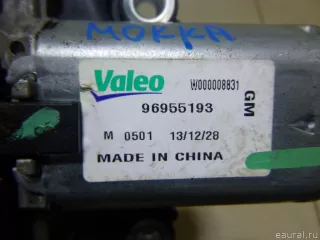 MOKKA
Valeo
W000008831
96955193
GM
M 0501 13/12/28
MADE IN CHINA
eaural.ru